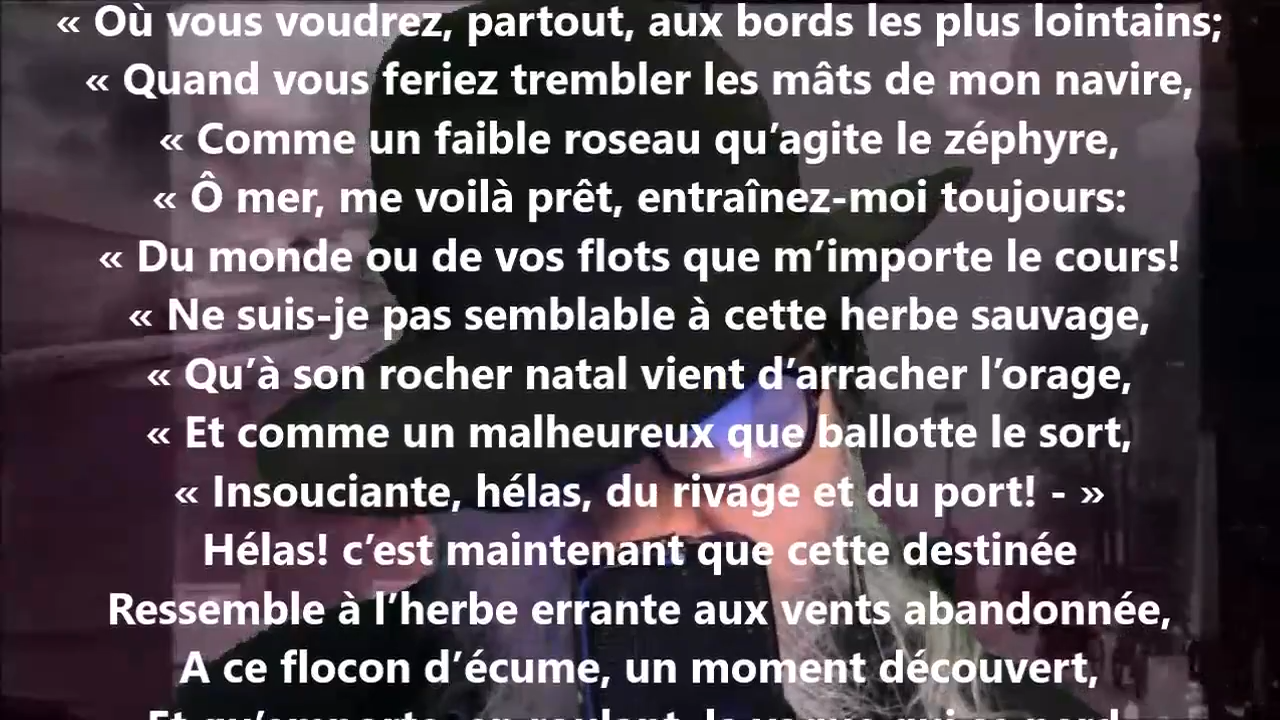 « Où vous voudrez, partout, aux bords les plus lointains;
« Quand vous feriez trembler les mâts de mon navire,
« Comme un faible roseau qu’agite le zéphyre,
« Ô mer, me voilà prêt, entraînez-moi toujours:
« Du monde ou de vos flots que m’importe le cours!
« Ne suis-je pas semblable à cette herbe sauvage,
« Qu’à son rocher natal vient d’arracher l’orage,
« Et comme un malheureux que ballotte le sort,
« Insouciante, hélas, du rivage et du port! - »
Hélas! c’est maintenant que cette destinée
Ressemble à l’herbe errante aux vents abandonnée,
A ce flocon d’écume, un moment découvert,